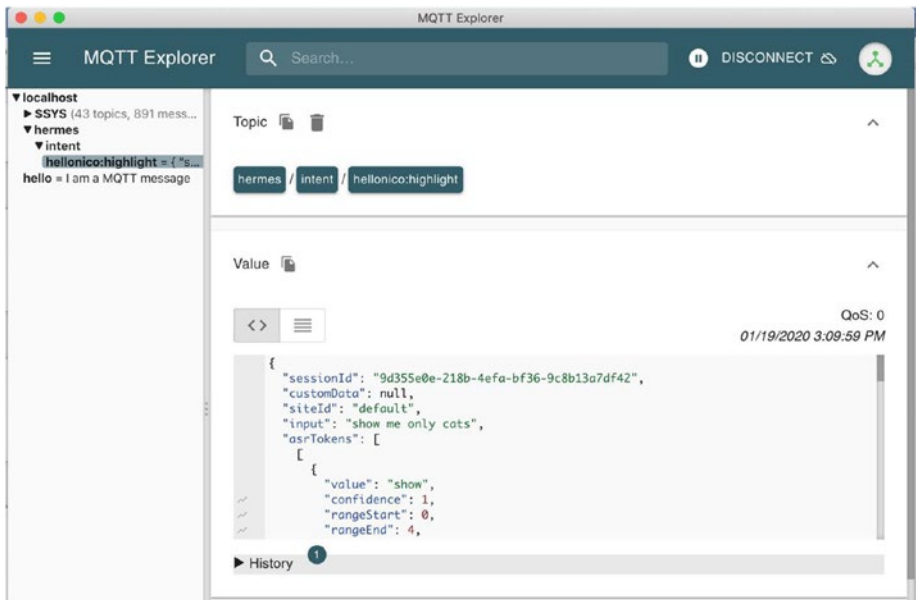 MQTT Explorer
MQTT Explorer
Search...
DISCONNECT
▼localhost
▶ SSYS (43 topics, 891 mess...
▼hermes
▼intent
hellonico:highlight = { "s...
hello = I am a MQTT message
Topic
hermes / intent / hellonico:highlight
Value
<>
QoS: 0
01/19/2020 3:09:59 PM
{
"sessionId": "9d355e0e-218b-4efa-bf36-9c8b13a7df42",
"customData": null,
"siteId": "default",
"input": "show me only cats",
"asrTokens": [
[
{
"value": "show",
"confidence": 1,
"rangeStart": 0,
"rangeEnd": 4,
▶ History 1